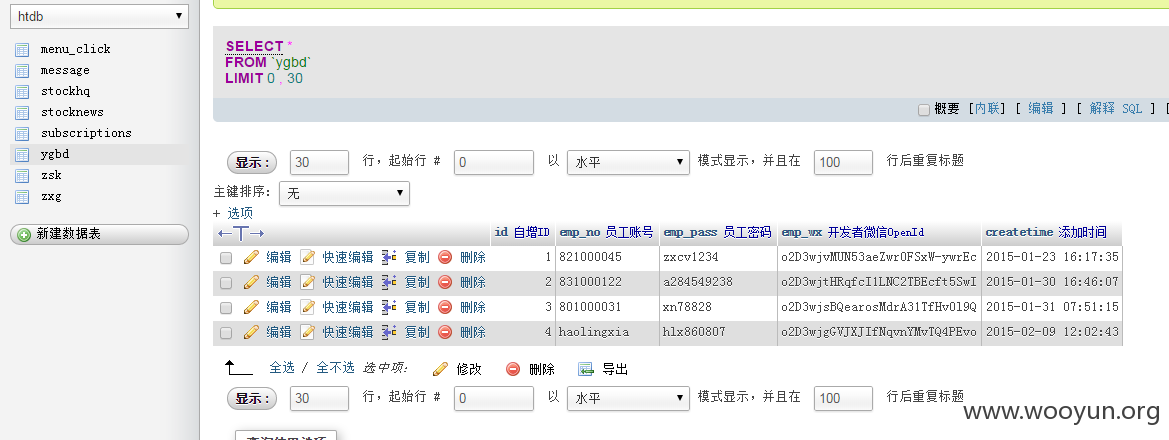 htdb
menu_click
message
stockhq
stocknews
subscriptions
ygbd
zsk
zxg
新建数据表
SELECT *
FROM `ygbd`
LIMIT 0 , 30
概要 [内联] [ 编辑 ] [ 解释 SQL ] [
显示: 30 行, 起始行 # 0 以 水平 模式显示, 并且在 100 行后重复标题
主键排序: 无
+ 选项
←T→ id 自增ID emp_no 员工账号 emp_pass 员工密码 emp_wx 开发者微信OpenId createtime 添加时间
编辑 快速编辑 复制 删除 1 821000045 zxcv1234 o2D3wjvMUN53aeZwrOFSxW-ywrEc 2015-01-23 16:17:35
编辑 快速编辑 复制 删除 2 831000122 a284549238 o2D3wjtHRqfcI1LNC2TBEcft5SwI 2015-01-30 16:46:07
编辑 快速编辑 复制 删除 3 801000031 xn78828 o2D3wjsBQearosMdrA31TfHvOl9Q 2015-01-31 07:51:15
编辑 快速编辑 复制 删除 4 haolingxia hlx860807 o2D3wjgGVJXJIfNqvnYMvTQ4PEvo 2015-02-09 12:02:43
全选 / 全不选 选中项: 修改 删除 导出
显示: 30 行, 起始行 # 0 以 水平 模式显示, 并且在 100 行后重复标题
www.wooyun.org
查询结果选项